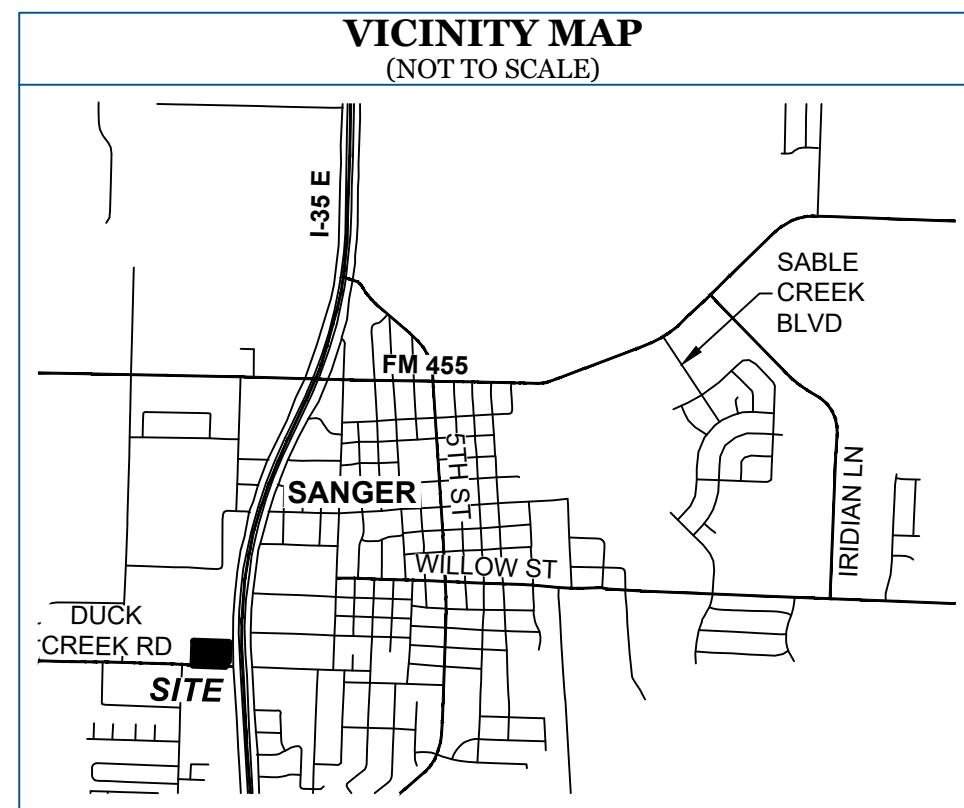 VICINITY MAP
(NOT TO SCALE)
I-35 E
SABLE
CREEK
BLVD
FM 455
5TH ST
SANGER
IRIDIAN LN
WILLOW ST
DUCK
CREEK RD
SITE